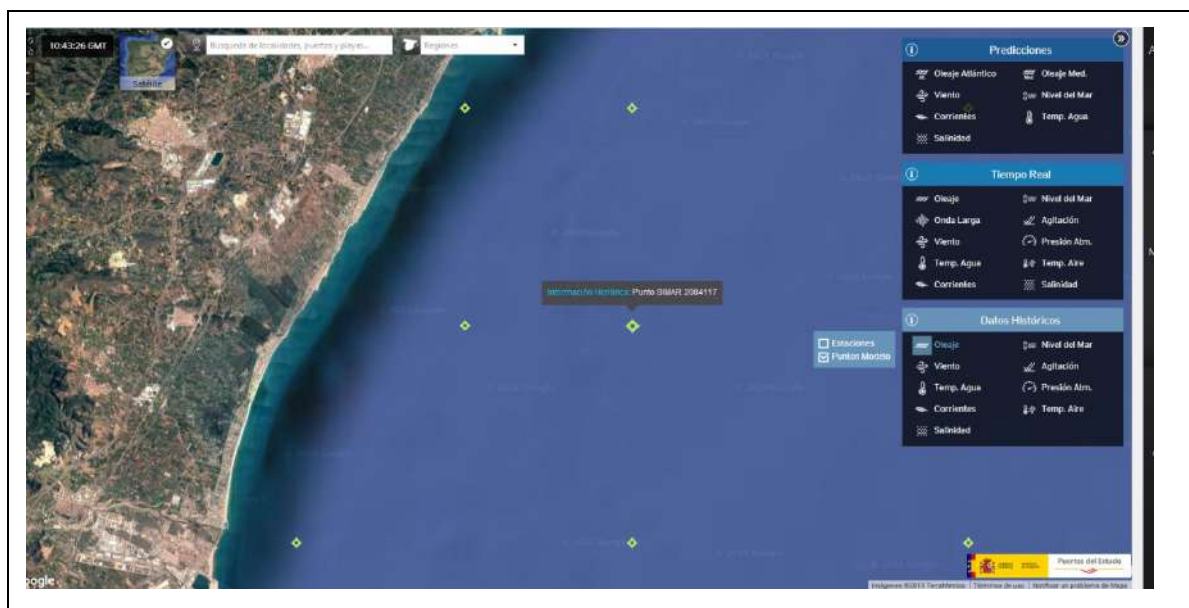 10:43:26 GMT
Búsqueda de localidades, puertos y playas...
Regiones
Satélite
Predicciones
Oleaje Atlántico
Oleaje Med.
Viento
Nivel del Mar
Corrientes
Temp. Agua
Salinidad
Tiempo Real
Oleaje
Nivel del Mar
Onda Larga
Agitación
Viento
Presión Atm.
Temp. Agua
Temp. Aire
Corrientes
Salinidad
Información histórica: Punto SIMAR 2084117
Estaciones
Puntos Modelo
Datos Históricos
Oleaje
Nivel del Mar
Viento
Agitación
Temp. Agua
Presión Atm.
Corrientes
Temp. Aire
Salinidad
Puertos del Estado
ogle
Términos de uso
Notificar un problema de Maps